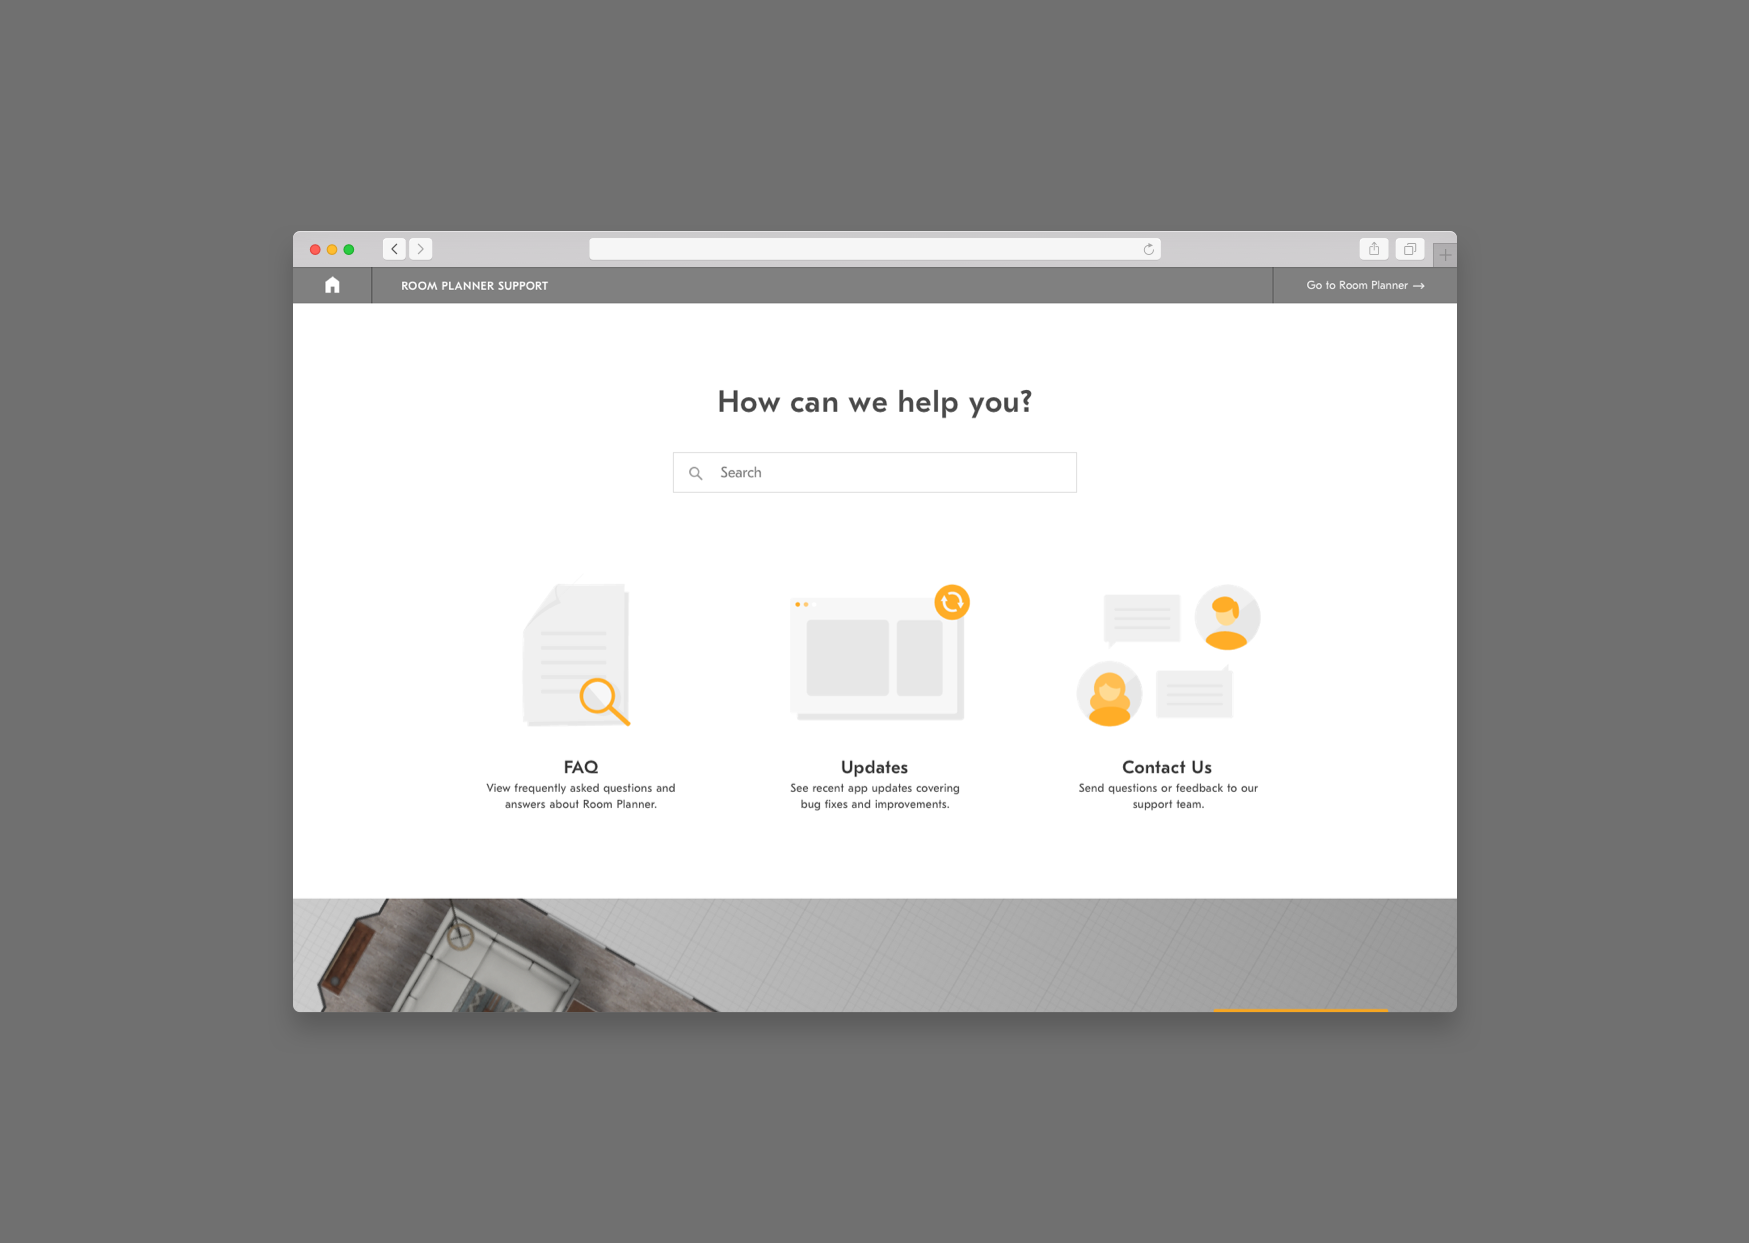 ROOM PLANNER SUPPORT
Go to Room Planner →
How can we help you?
Search
FAQ
View frequently asked questions and
answers about Room Planner.
Updates
See recent app updates covering
bug fixes and improvements.
Contact Us
Send questions or feedback to our
support team.